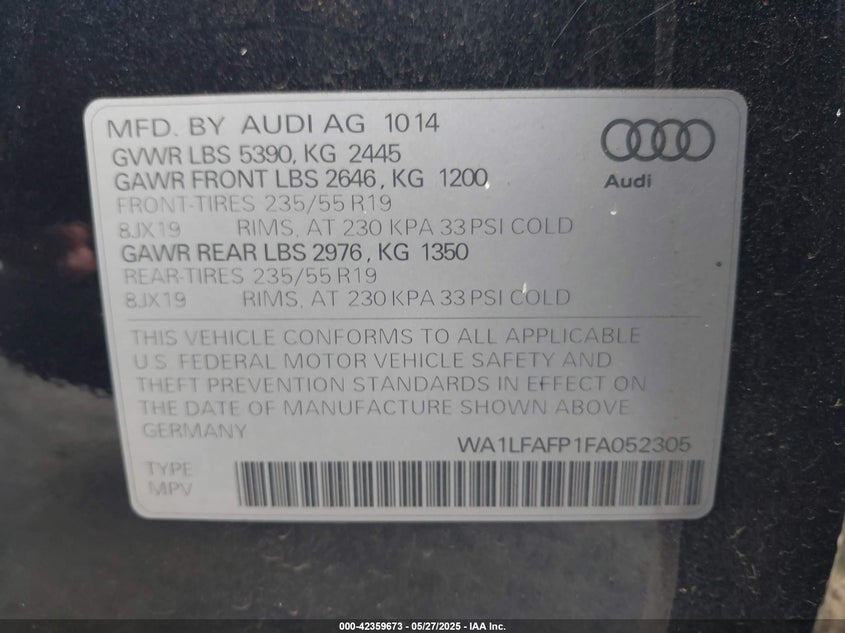 MFD. BY AUDI AG 10 14
GVWR LBS 5390, KG 2445
GAWR FRONT LBS 2646, KG 1200
FRONT-TIRES 235/55 R19
8JX19 RIMS, AT 230 KPA 33 PSI COLD
GAWR REAR LBS 2976, KG 1350
REAR-TIRES 235/55 R19
8JX19 RIMS, AT 230 KPA 33 PSI COLD
Audi
THIS VEHICLE CONFORMS TO ALL APPLICABLE
U.S. FEDERAL MOTOR VEHICLE SAFETY AND
THEFT PREVENTION STANDARDS IN EFFECT ON
THE DATE OF MANUFACTURE SHOWN ABOVE.
GERMANY WA1LFAFP1FA052305
TYPE
MPV
000-42359673 - 05/27/2025 - IAA Inc.